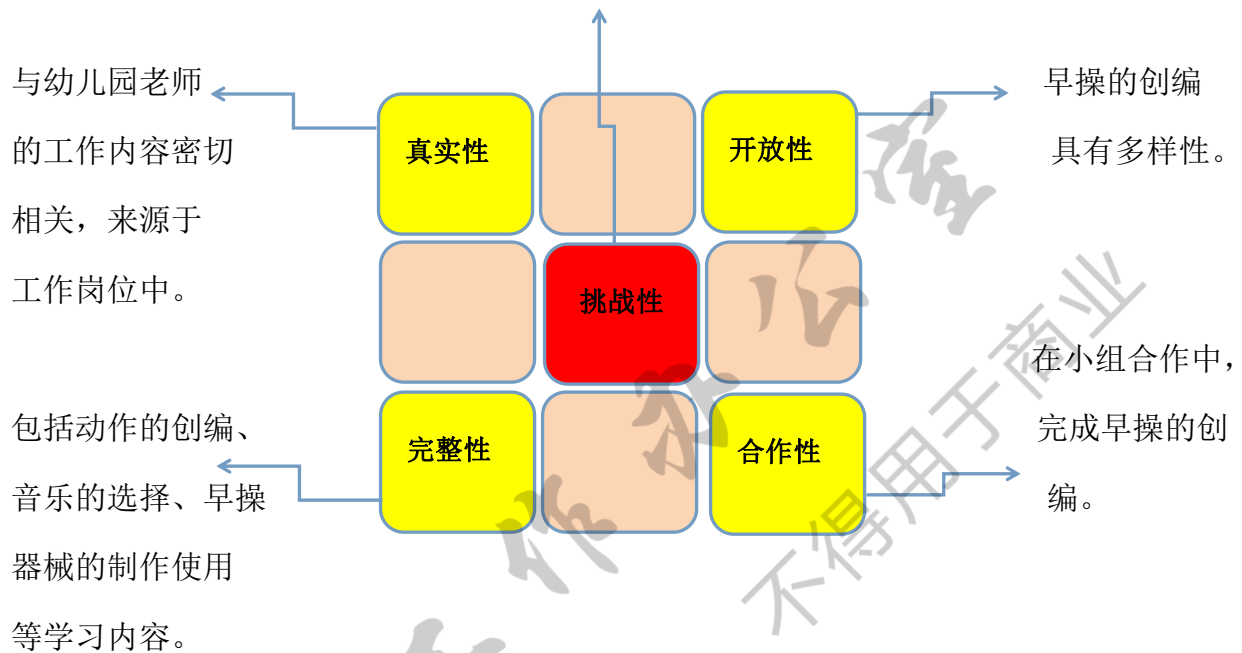 与幼儿园老师
的工作内容密切
相关，来源于
工作岗位中。
真实性
开放性
早操的创编
具有多样性。
挑战性
包括动作的创编、
音乐的选择、早操
器械的制作使用
等学习内容。
完整性
合作性
在小组合作中，
完成早操的创
编。
不得用于商业